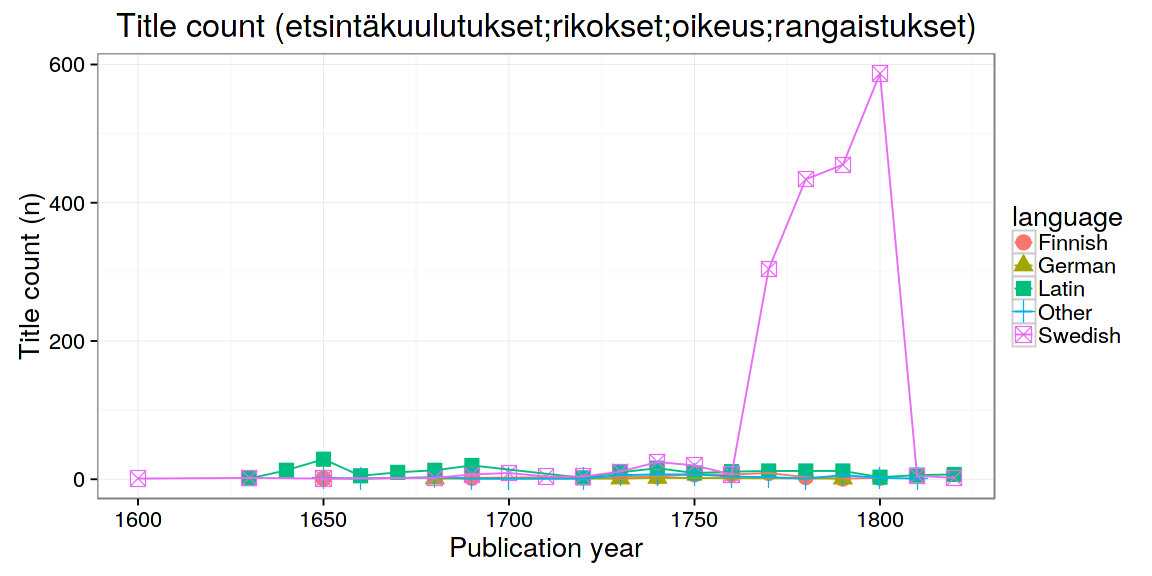 Title count (etsintäkuulutukset;rikokset;oikeus;rangaistukset)
Title count (n)
600
400
200
0
1600
1650
1700
1750
1800
Publication year
language
Finnish
German
Latin
Other
Swedish